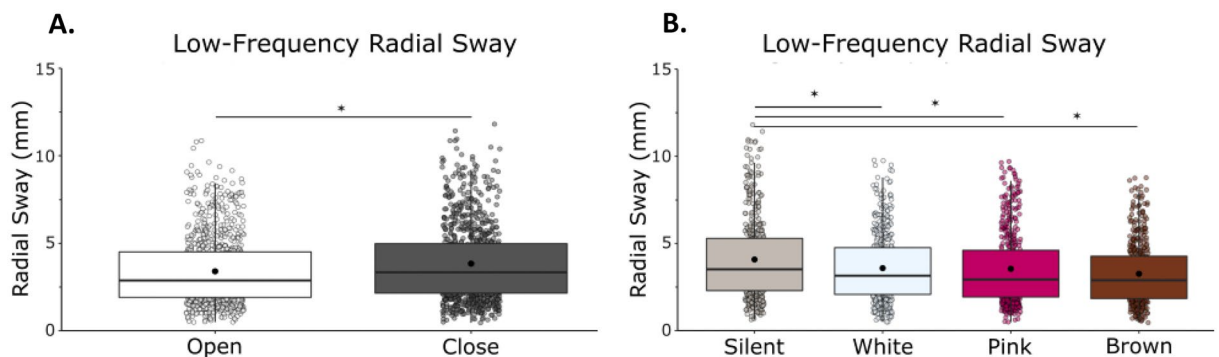 A.
Low-Frequency Radial Sway
Radial Sway (mm)
15
10
5
0
*
Open Close
B.
Low-Frequency Radial Sway
Radial Sway (mm)
15
10
5
0
*
*
*
Silent White Pink Brown